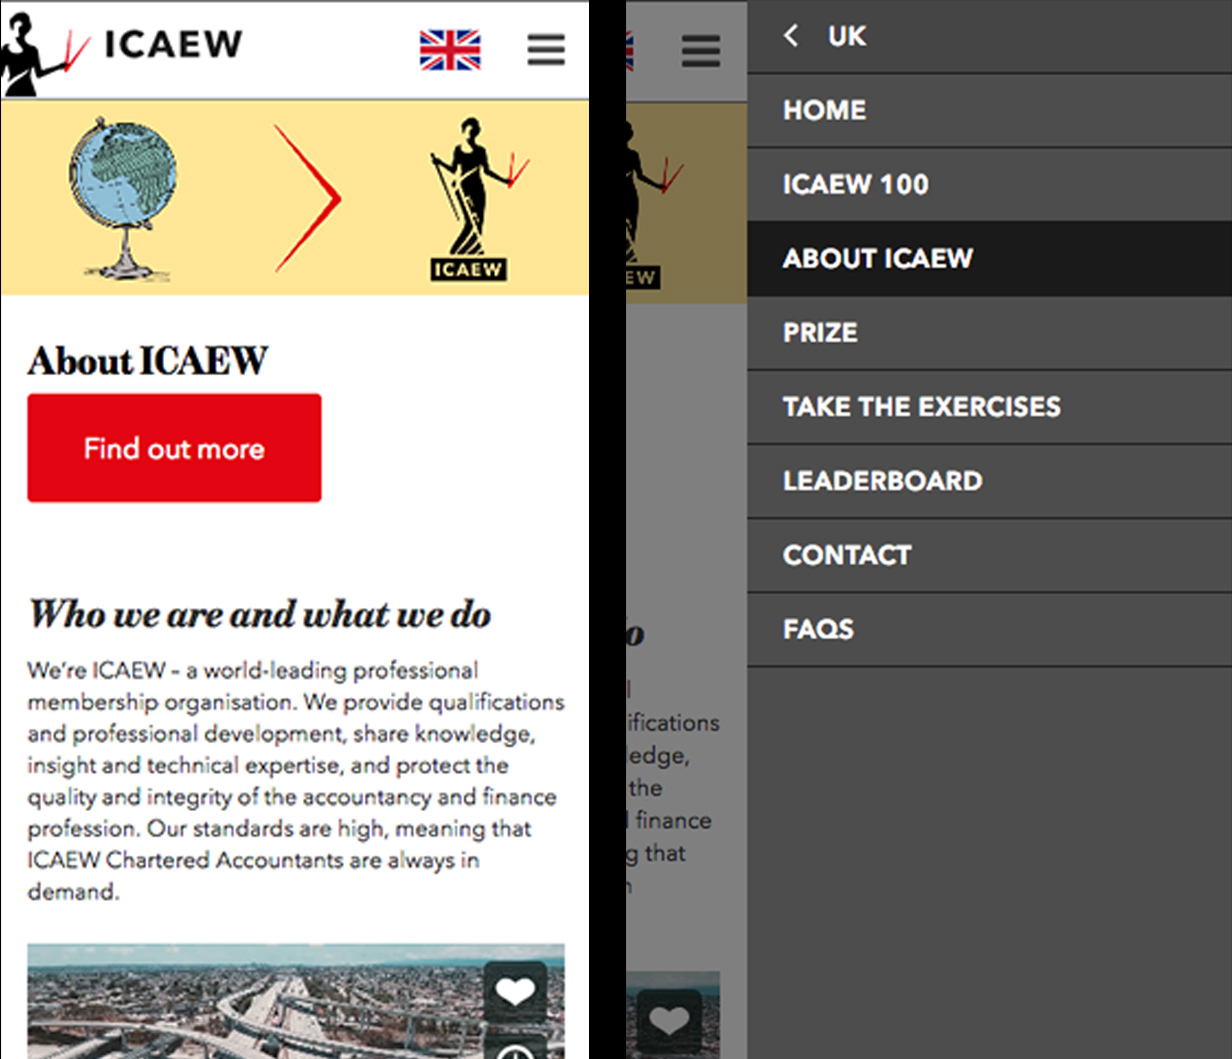 ICAEW
ICAEW
About ICAEW
Find out more
Who we are and what we do
We're ICAEW – a world-leading professional
membership organisation. We provide qualifications
and professional development, share knowledge,
insight and technical expertise, and protect the
quality and integrity of the accountancy and finance
profession. Our standards are high, meaning that
ICAEW Chartered Accountants are always in
demand.
EW
o
l
ifications
ledge,
the
l finance
g that
n
UK
HOME
ICAEW 100
ABOUT ICAEW
PRIZE
TAKE THE EXERCISES
LEADERBOARD
CONTACT
FAQS